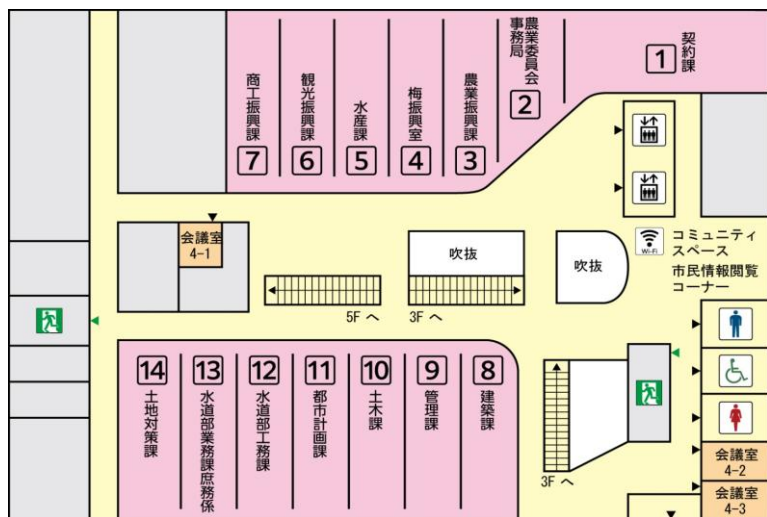 契約課
1
農業委員会
事務局
2
農業振興課
3
梅振興室
4
水産課
5
観光振興課
6
商工振興課
7
会議室
4-1
吹抜
吹抜
Wi-Fi
コミュニティ
スペース
市民情報閲覧
コーナー
5F へ
3F へ
14
土地対策課
13
水道部業務課庶務係
12
水道部工務課
11
都市計画課
10
土木課
9
管理課
8
建築課
3F へ
会議室
4-2
会議室
4-3